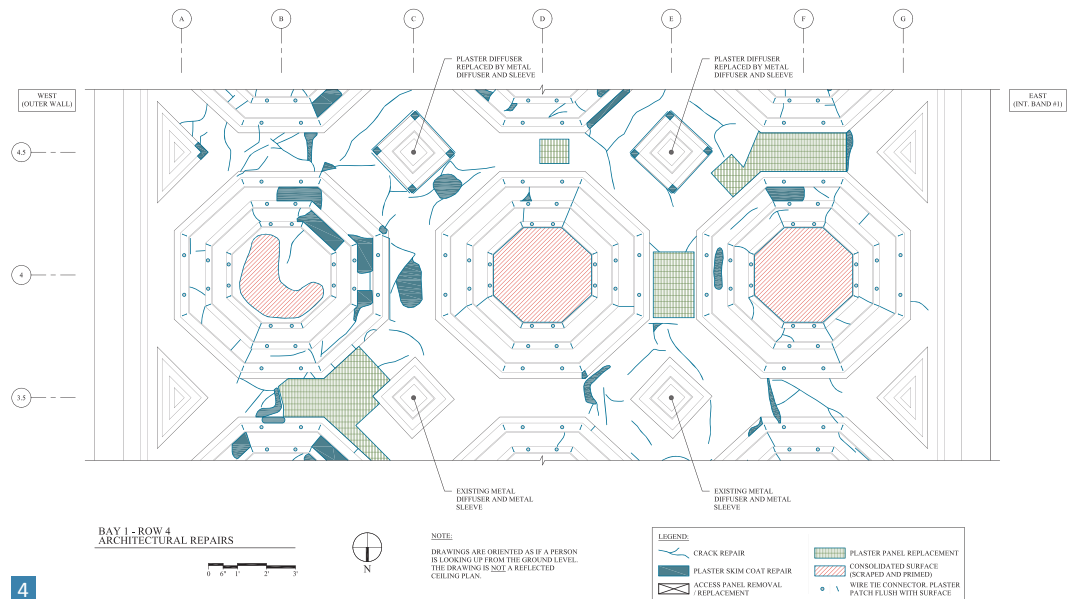 A B C D E F G
PLASTER DIFFUSER
REPLACED BY METAL
DIFFUSER AND SLEEVE
PLASTER DIFFUSER
REPLACED BY METAL
DIFFUSER AND SLEEVE
WEST
(OUTER WALL)
EAST
(INT. BAND #1)
4.5
4
3.5
EXISTING METAL
DIFFUSER AND METAL
SLEEVE
EXISTING METAL
DIFFUSER AND METAL
SLEEVE
BAY 1 - ROW 4
ARCHITECTURAL REPAIRS
0 6" 1' 2' 3'
N
NOTE:
DRAWINGS ARE ORIENTED AS IF A PERSON
IS LOOKING UP FROM THE GROUND LEVEL.
THE DRAWING IS NOT A REFLECTED
CEILING PLAN.
LEGEND:
CRACK REPAIR
PLASTER SKIM COAT REPAIR
ACCESS PANEL REMOVAL
/ REPLACEMENT
PLASTER PANEL REPLACEMENT
CONSOLIDATED SURFACE
(SCRAPED AND PRIMED)
WIRE TIE CONNECTOR. PLASTER
PATCH FLUSH WITH SURFACE
4